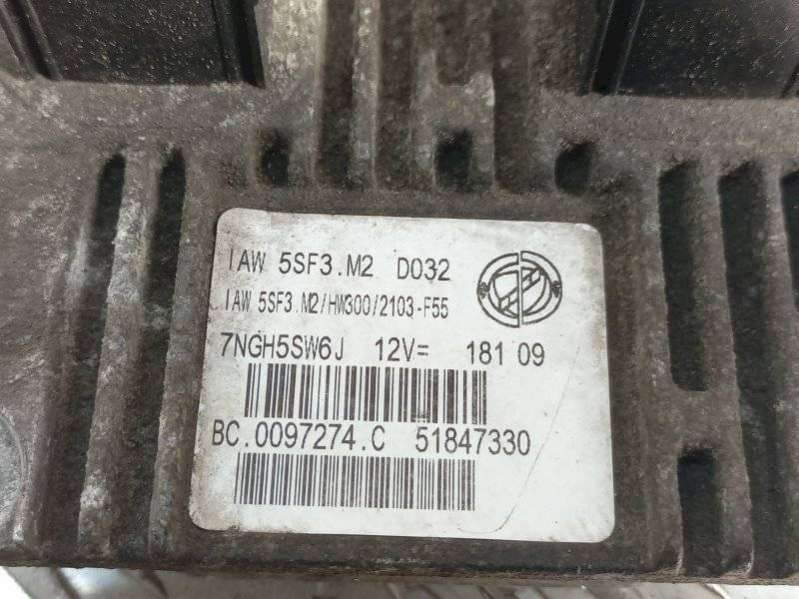 IAW 5SF3.M2 D032
IAW 5SF3.M2/HW300/2103-F55
7NGH5SW6J 12V= 181 09
BC.0097274.C 51847330